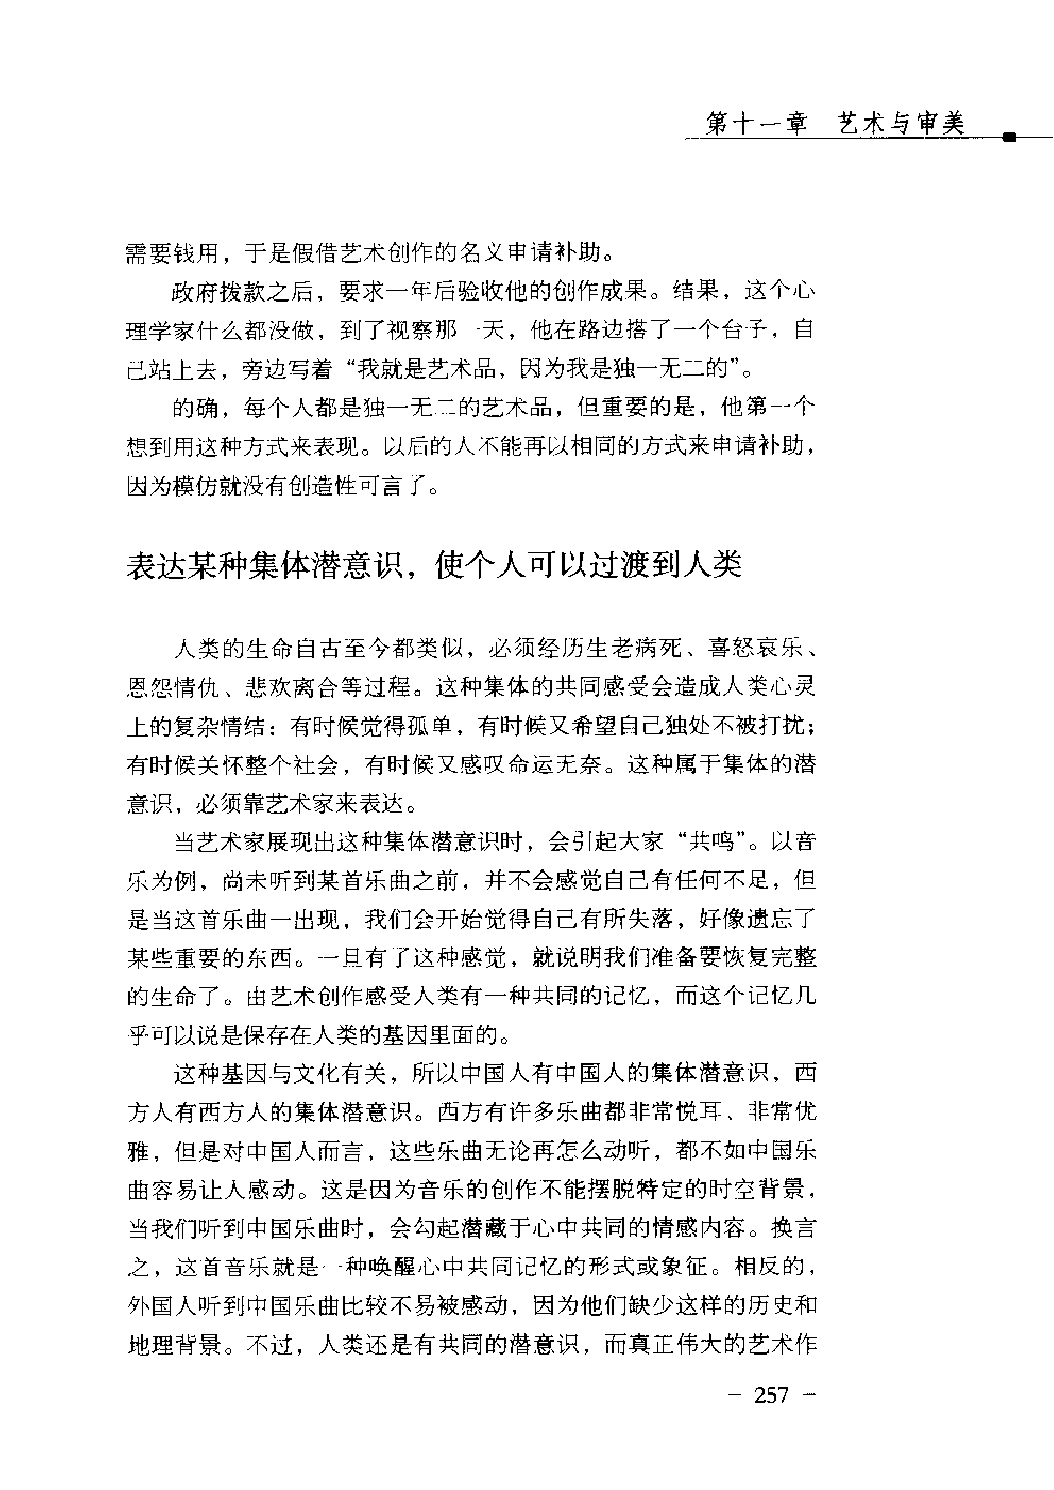 第十一章 艺术与审美
需要钱用，于是假借艺术创作的名义申请补助。
政府拨款之后，要求一年后验收他的创作成果。结果，这个心
理学家什么都没做，到了视察那一天，他在路边搭了一个台子，自
己站上去，旁边写着“我就是艺术品，因为我是独一无二的”。
的确，每个人都是独一无二的艺术品，但重要的是，他第一个
想到用这种方式来表现。以后的人不能再以相同的方式来申请补助，
因为模仿就没有创造性可言了。
表达某种集体潜意识，使个人可以过渡到人类
人类的生命自古至今都类似，必须经历生老病死、喜怒哀乐、
恩怨情仇、悲欢离合等过程。这种集体的共同感受会造成人类心灵
上的复杂情结：有时候觉得孤单，有时候又希望自己独处不被打扰；
有时候关怀整个社会，有时候又感叹命运无奈。这种属于集体的潜
意识，必须靠艺术家来表达。
当艺术家展现出这种集体潜意识时，会引起大家“共鸣”。以音
乐为例，尚未听到某首乐曲之前，并不会感觉自己有任何不足，但
是当这首乐曲一出现，我们会开始觉得自己有所失落，好像遗忘了
某些重要的东西。一旦有了这种感觉，就说明我们准备要恢复完整
的生命了。由艺术创作感受人类有一种共同的记忆，而这个记忆几
乎可以说是保存在人类的基因里面的。
这种基因与文化有关，所以中国人有中国人的集体潜意识，西
方人有西方人的集体潜意识。西方有许多乐曲都非常悦耳、非常优
雅，但是对中国人而言，这些乐曲无论再怎么动听，都不如中国乐
曲容易让人感动。这是因为音乐的创作不能摆脱特定的时空背景，
当我们听到中国乐曲时，会勾起潜藏于心中共同的情感内容。换言
之，这首音乐就是一种唤醒心中共同记忆的形式或象征。相反的，
外国人听到中国乐曲比较不易被感动，因为他们缺少这样的历史和
地理背景。不过，人类还是有共同的潜意识，而真正伟大的艺术作
- 257 -